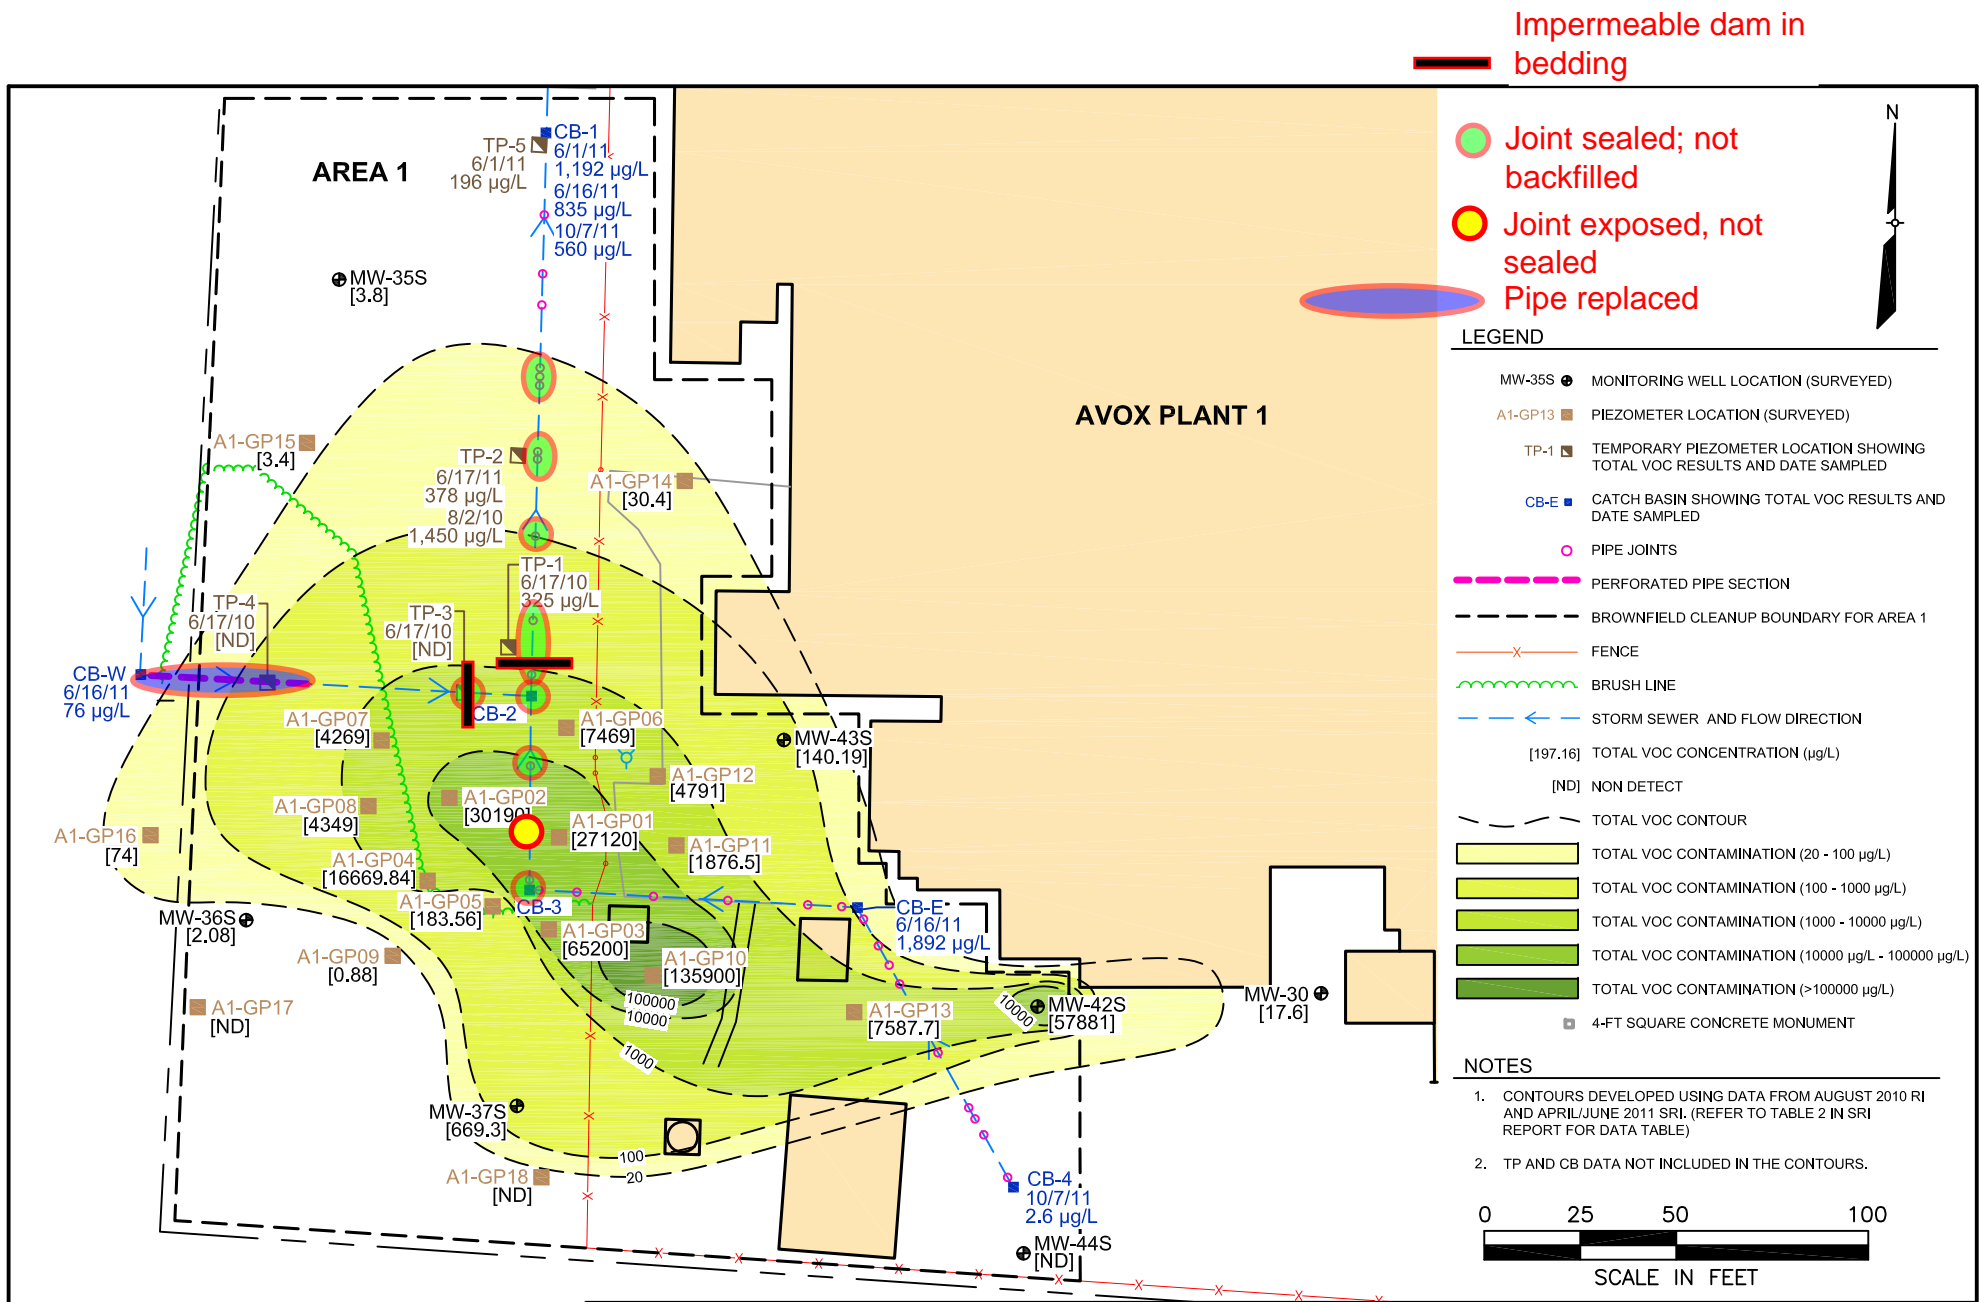 Impermeable dam in
bedding
Joint sealed; not
backfilled
Joint exposed, not
sealed
Pipe replaced
N
AREA 1
AVOX PLANT 1
TP-5
6/1/11
196 µg/L
CB-1
6/1/11
1,192 µg/L
6/16/11
835 µg/L
10/7/11
560 µg/L
MW-35S
[3.8]
A1-GP15
[3.4]
TP-2
6/17/11
378 µg/L
8/2/10
1,450 µg/L
A1-GP14
[30.4]
TP-1
6/17/10
325 µg/L
TP-4
6/17/10
[ND]
TP-3
6/17/10
[ND]
CB-W
6/16/11
76 µg/L
CB-2
A1-GP07
[4269]
A1-GP06
[7469]
MW-43S
[140.19]
A1-GP12
[4791]
A1-GP02
[30190]
A1-GP08
[4349]
A1-GP01
[27120]
A1-GP16
[74]
A1-GP11
[1876.5]
A1-GP04
[16669.84]
A1-GP05
[183.56]
CB-3
CB-E
6/16/11
1,892 µg/L
MW-36S
[2.08]
A1-GP03
[65200]
A1-GP09
[0.88]
A1-GP10
[135900]
100000
10000
A1-GP17
[ND]
A1-GP13
[7587.7]
10000
MW-42S
[57881]
MW-30
[17.6]
1000
MW-37S
[669.3]
100
20
A1-GP18
[ND]
CB-4
10/7/11
2.6 µg/L
MW-44S
[ND]
LEGEND
MW-35S MONITORING WELL LOCATION (SURVEYED)
A1-GP13 PIEZOMETER LOCATION (SURVEYED)
TP-1 TEMPORARY PIEZOMETER LOCATION SHOWING
TOTAL VOC RESULTS AND DATE SAMPLED
CB-E CATCH BASIN SHOWING TOTAL VOC RESULTS AND
DATE SAMPLED
PIPE JOINTS
PERFORATED PIPE SECTION
BROWNFIELD CLEANUP BOUNDARY FOR AREA 1
FENCE
BRUSH LINE
STORM SEWER AND FLOW DIRECTION
[197.16] TOTAL VOC CONCENTRATION (µg/L)
[ND] NON DETECT
TOTAL VOC CONTOUR
TOTAL VOC CONTAMINATION (20 - 100 µg/L)
TOTAL VOC CONTAMINATION (100 - 1000 µg/L)
TOTAL VOC CONTAMINATION (1000 - 10000 µg/L)
TOTAL VOC CONTAMINATION (10000 µg/L - 100000 µg/L)
TOTAL VOC CONTAMINATION (>100000 µg/L)
4-FT SQUARE CONCRETE MONUMENT
NOTES
1. CONTOURS DEVELOPED USING DATA FROM AUGUST 2010 RI
AND APRIL/JUNE 2011 SRI. (REFER TO TABLE 2 IN SRI
REPORT FOR DATA TABLE)
2. TP AND CB DATA NOT INCLUDED IN THE CONTOURS.
0 25 50 100
SCALE IN FEET